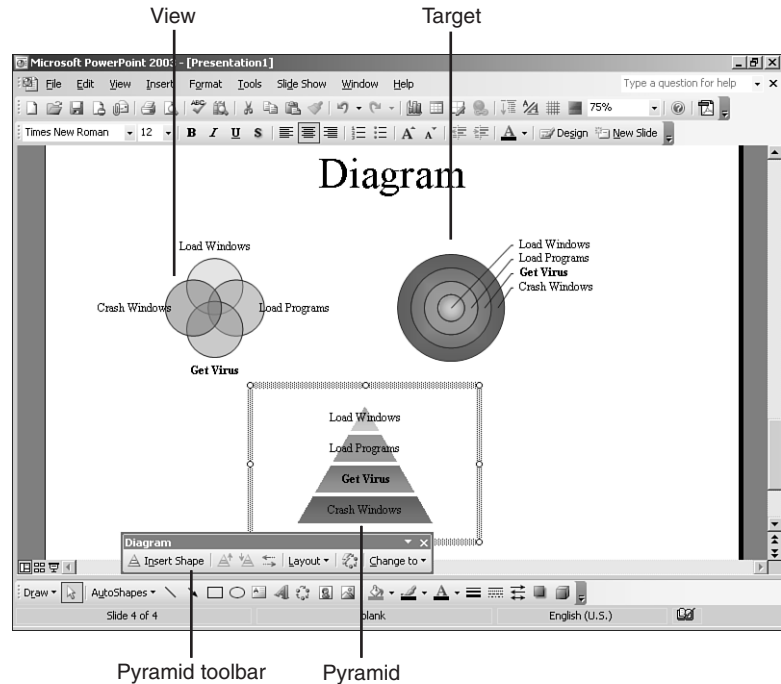 View Target
Microsoft PowerPoint 2003 - [Presentation1]
File Edit View Insert Format Tools Slide Show Window Help Type a question for help
75%
Times New Roman 12 B I U S A A A Design New Slide
Diagram
Load Windows
Crash Windows Load Programs
Get Virus
Load Windows
Load Programs
Get Virus
Crash Windows
Load Windows
Load Programs
Get Virus
Crash Windows
Diagram
Insert Shape Layout Change to
Draw AutoShapes A
Slide 4 of 4 blank English (U.S.)
Pyramid toolbar Pyramid